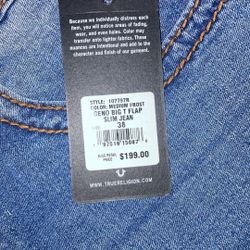 Because we individually distress each
item, you will notice areas of fading,
wear, and even holes. Color may
transfer onto lighter fabrics. These
are intentional and add to the
character and finish of our garment.
STYLE: 107757R
COLOR: MEDIUM FROST
GENO BIG T FLAP
SLIM JEAN
38
$199.00
WWW.TRUERELIGION.COM